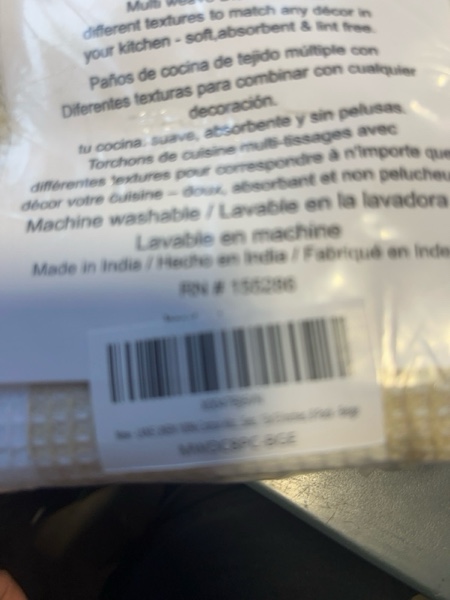 Multi weave
different textures to match any décor in
your kitchen - soft,absorbent & lint free.
Paños de cocina de tejido múltiple con
Diferentes texturas para combinar con cualquier
decoración.
tu cocina. suave, absorbente y sin pelusas.
Torchons de cuisine multi-tissages avec
différentes textures pour correspondre à n'importe que
décor votre cuisine – doux, absorbant et non pelucheu
Machine washable / Lavable en la lavadora
Lavable en machine
Made in India / Hecho en India / Fabriqué en Inde
RN #